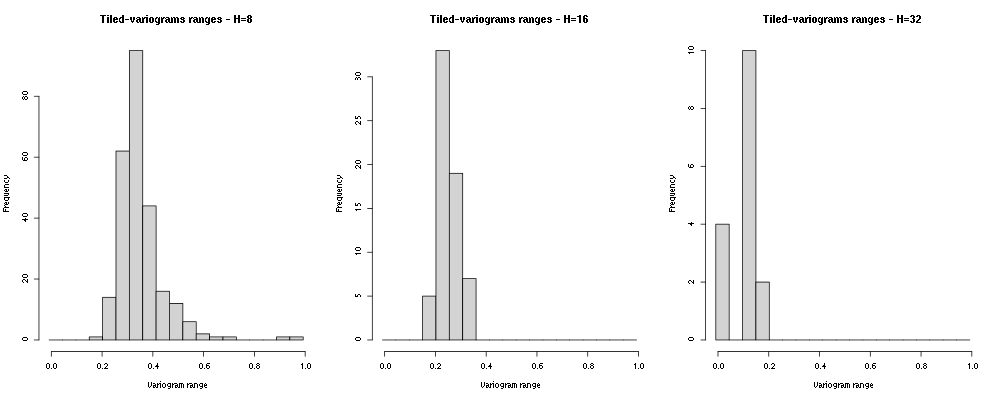 Tiled-variograms ranges - H=8
Frequency
0
20
40
60
80
0.0 0.2 0.4 0.6 0.8 1.0
Variogram range
Tiled-variograms ranges - H=16
Frequency
0
5
10
15
20
25
30
0.0 0.2 0.4 0.6 0.8 1.0
Variogram range
Tiled-variograms ranges - H=32
Frequency
0
2
4
6
8
10
0.0 0.2 0.4 0.6 0.8 1.0
Variogram range